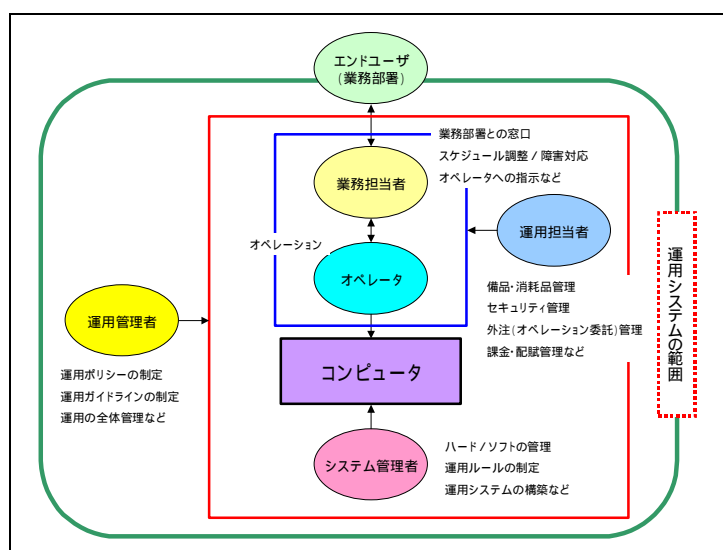 エンドユーザ
(業務部署)
業務部署との窓口
スケジュール調整/障害対応
オペレータへの指示など
業務担当者
運用担当者
オペレーション
オペレータ
備品・消耗品管理
セキュリティ管理
外注(オペレーション委託)管理
課金・配賦管理など
運用システムの範囲
運用管理者
運用ポリシーの制定
運用ガイドラインの制定
運用の全体管理など
コンピュータ
システム管理者
ハード/ソフトの管理
運用ルールの制定
運用システムの構築など